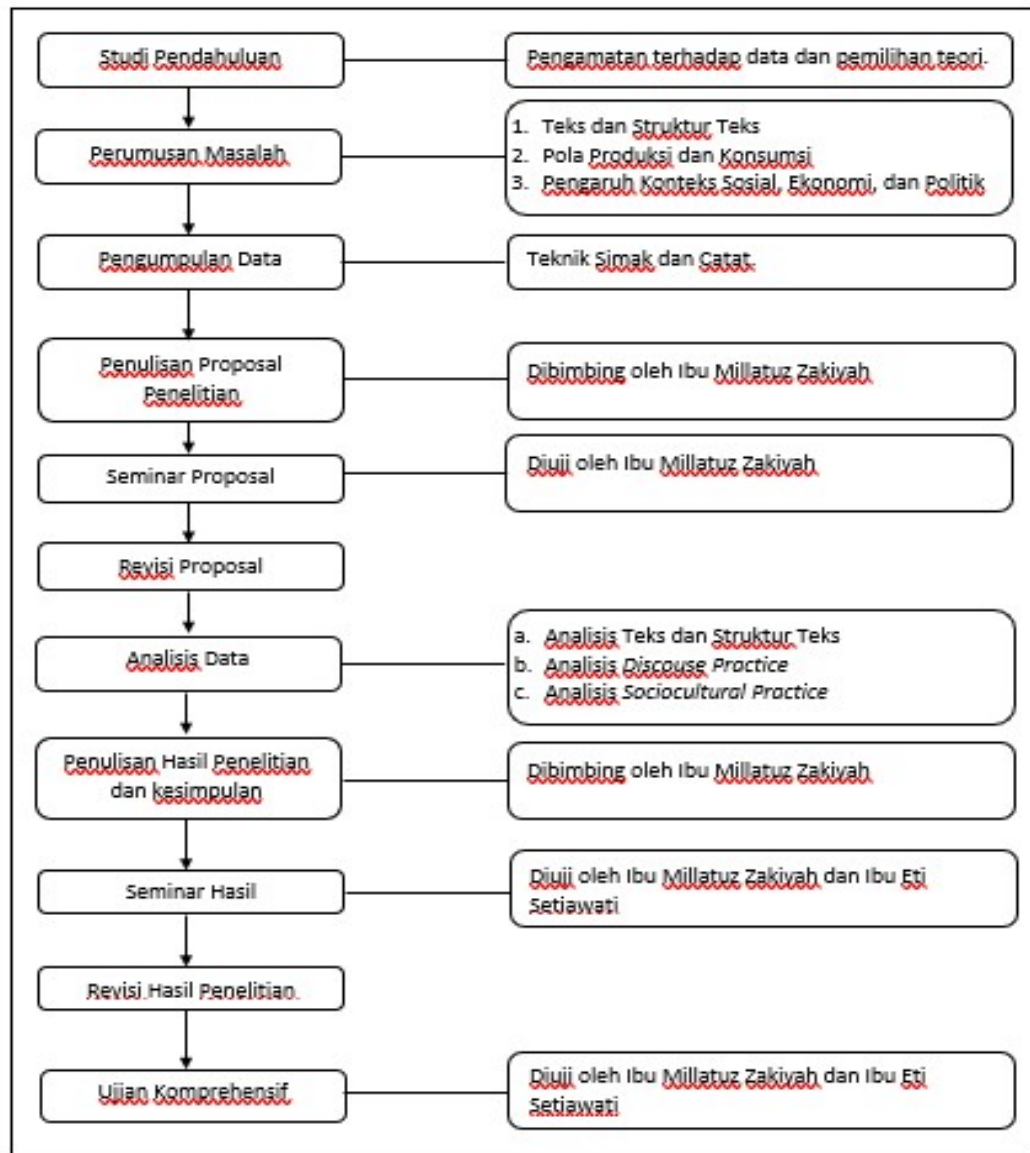 Studi Pendahuluan
Pengamatan terhadap data dan pemilihan teori.
Perumusan Masalah
1. Teks dan Struktur Teks
2. Pola Produksi dan Konsumsi
3. Pengaruh Konteks Sosial, Ekonomi, dan Politik
Pengumpulan Data
Teknik Simak dan Catat
Penulisan Proposal
Penelitian
Dibimbing oleh Ibu Millatuz Zakiyah
Seminar Proposal
Diuji oleh Ibu Millatuz Zakiyah
Revisi Proposal
Analisis Data
a. Analisis Teks dan Struktur Teks
b. Analisis Discouse Practice
c. Analisis Sociocultural Practice
Penulisan Hasil Penelitian
dan kesimpulan
Dibimbing oleh Ibu Millatuz Zakiyah
Seminar Hasil
Diuji oleh Ibu Millatuz Zakiyah dan Ibu Eti
Setiawati
Revisi Hasil Penelitian
Ujian Komprehensif
Diuji oleh Ibu Millatuz Zakiyah dan Ibu Eti
Setiawati